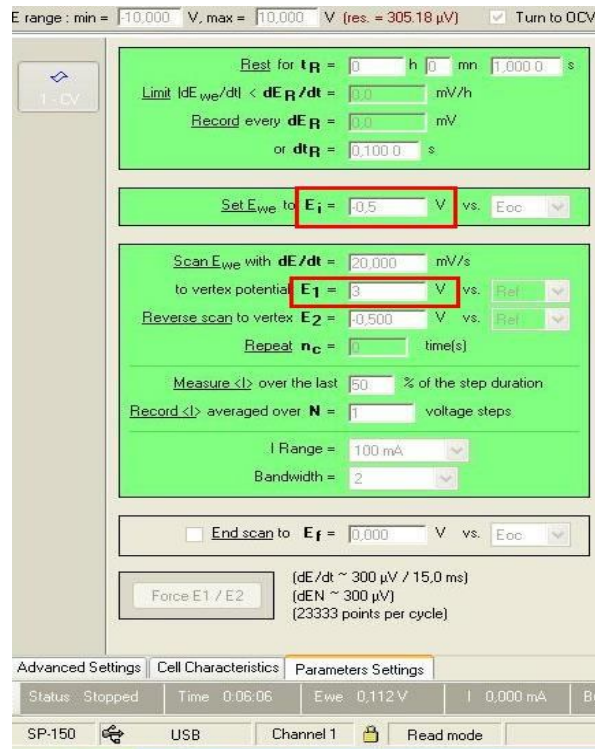 E range : min = -10,000 V, max = 10,000 V (res. = 305.18 µV) Turn to OCV
1 - CV
Rest for tR = 0 h 0 mn 1,000 0 s
Limit |dEwe/dt| < dER/dt = 0,0 mV/h
Record every dER = 0,0 mV
or dtR = 0,100 0 s
Set Ewe to Ei = -0,5 V vs. Eoc
Scan Ewe with dE/dt = 20,000 mV/s
to vertex potential E1 = 3 V vs. Ref
Reverse scan to vertex E2 = -0,500 V vs. Ref
Repeat nc = 0 time(s)
Measure <I> over the last 50 % of the step duration
Record <I> averaged over N = 1 voltage steps
I Range = 100 mA
Bandwidth = 2
End scan to Ef = 0,000 V vs. Eoc
Force E1 / E2
(dE/dt ~ 300 µV / 15,0 ms)
(dEN ~ 300 µV)
(23333 points per cycle)
Advanced Settings Cell Characteristics Parameters Settings
Status Stopped Time 0:06:06 Ewe 0,112 V I 0,000 mA
SP-150 USB Channel 1 Read mode